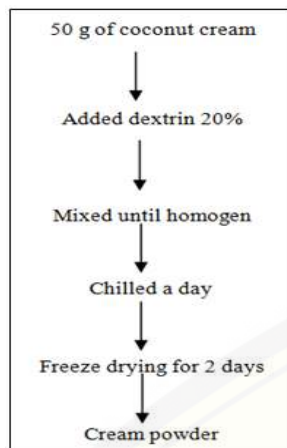 50 g of coconut cream
Added dextrin 20%
Mixed until homogen
Chilled a day
Freeze drying for 2 days
Cream powder